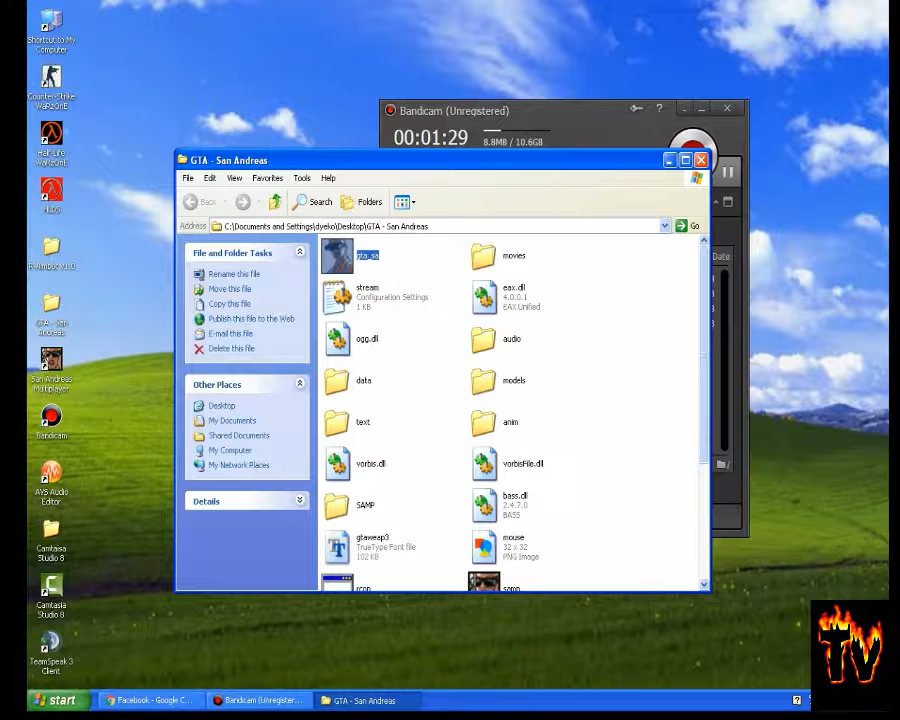 Shortcut to My
Computer
Counter-Strike
WaRzOnE
Half-Life
WaRzOnE
HLDS
GTA - San
Andreas
San Andreas
Multiplayer
Bandicam
AVS Audio
Editor
Camtasia
Studio 8
Camtasia
Studio 8
TeamSpeak 3
Client
Bandicam (Unregistered)
?
00:01:29
8.8MB / 10.6GB
Date
GTA - San Andreas
File Edit View Favorites Tools Help
Back Search Folders
Address C:\Documents and Settings\dyeko\Desktop\GTA - San Andreas Go
File and Folder Tasks
Rename this file
Move this file
Copy this file
Publish this file to the Web
E-mail this file
Delete this file
Other Places
Desktop
My Documents
Shared Documents
My Computer
My Network Places
Details
gta_sa
movies
stream
Configuration Settings
1 KB
eax.dll
4.0.0.1
EAX Unified
ogg.dll
audio
data
models
text
anim
vorbis.dll
vorbisFile.dll
SAMP
bass.dll
2.4.7.0
BASS
gtaweap3
TrueType Font file
102 KB
mouse
32 x 32
PNG Image
rcon
samp
TV
start
Facebook - Google C...
Bandicam (Unregister...
GTA - San Andreas
?